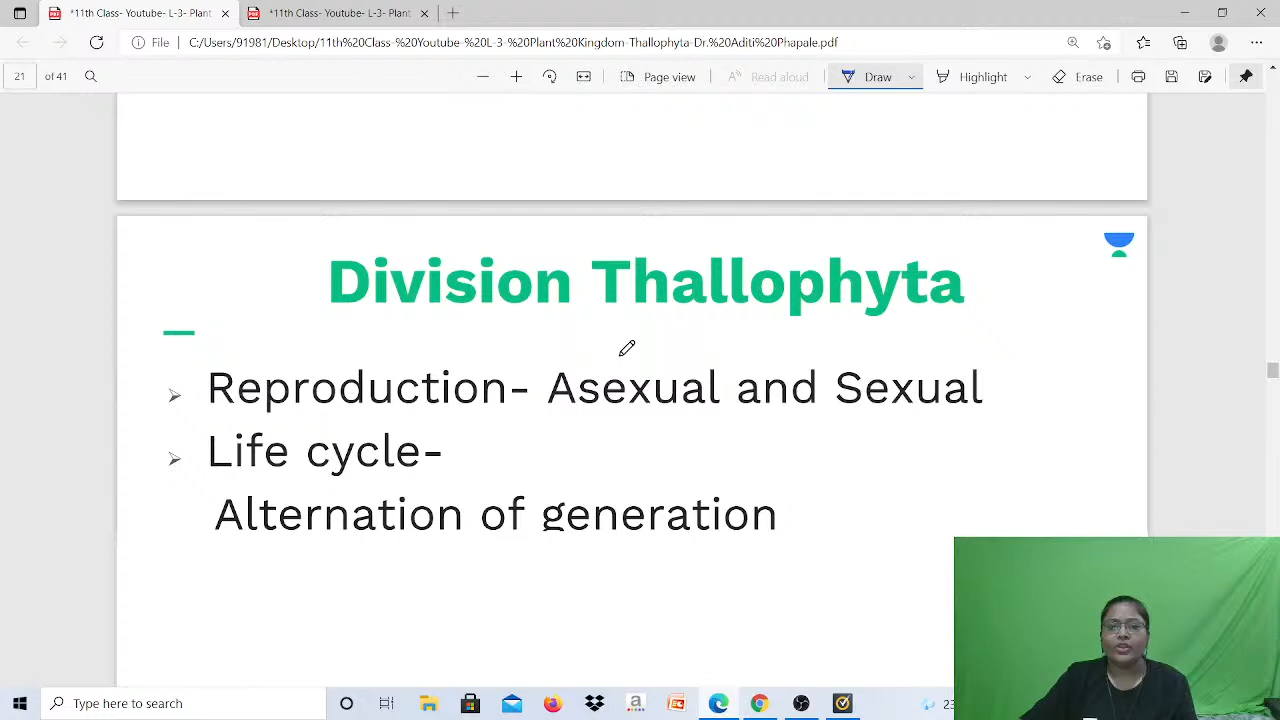 *11th Class- Youtube- L-3- Plant
*11th Class- Youtube- L-3- Plant
File C:/Users/91981/Desktop/11th%20Class-%20Youtube-%20L-3-%20Plant%20Kingdom-Thallophyta-Dr.%20Aditi%20Phapale.pdf
21 of 41 Page view Read aloud Draw Highlight Erase
Division Thallophyta
Reproduction- Asexual and Sexual
Life cycle-
Alternation of generation
Type here to search